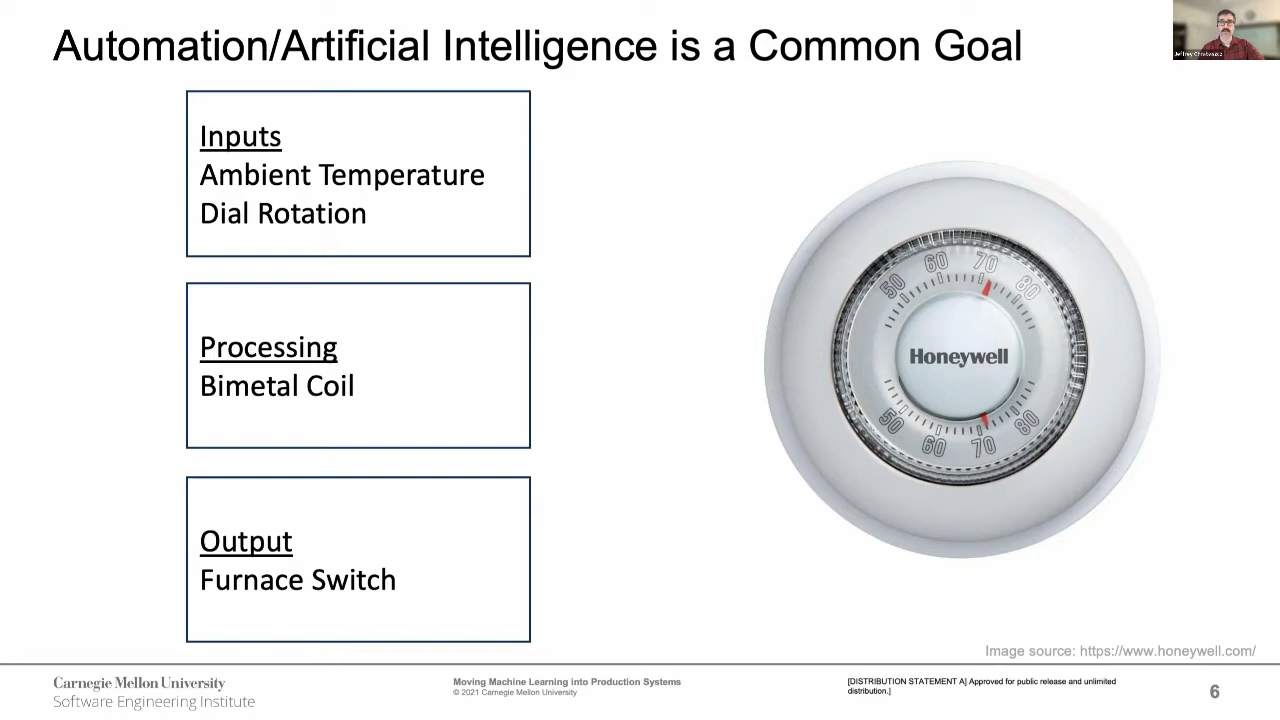 Automation/Artificial Intelligence is a Common Goal
Jeffrey Chrabaszcz
Inputs
Ambient Temperature
Dial Rotation
Processing
Bimetal Coil
Output
Furnace Switch
50 60 70 80
Honeywell
50 60 70 80
Image source: https://www.honeywell.com/
Carnegie Mellon University
Software Engineering Institute
Moving Machine Learning into Production Systems
© 2021 Carnegie Mellon University
[DISTRIBUTION STATEMENT A] Approved for public release and unlimited
distribution.]
6